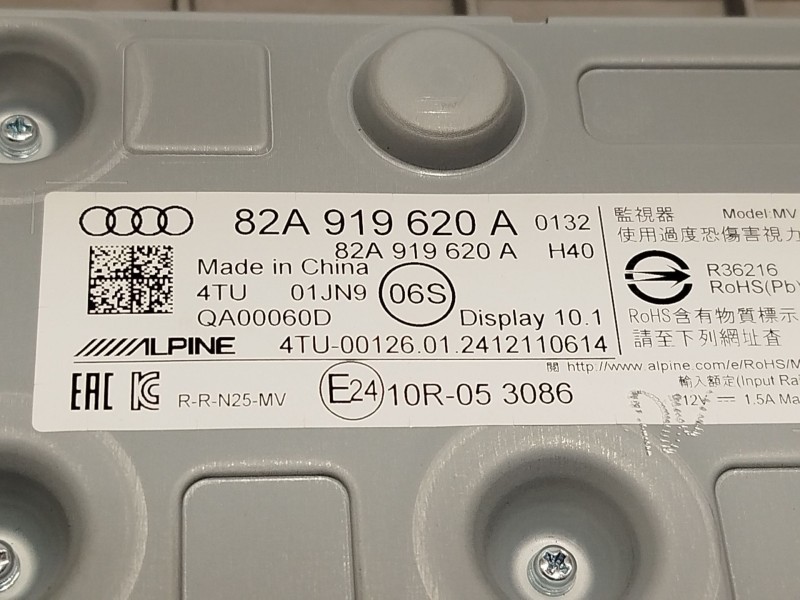 82A 919 620 A 0132
82A 919 620 A H40
Made in China
4TU 01JN9 06S
QA00060D Display 10.1
ALPINE 4TU-00126.01.2412110614
EAC R-R-N25-MV E24 10R-05 3086
監視器 Model:MV
使用過度恐傷害視力
R36216
RoHS(Pb)
RoHS含有物質標示
請至下列網址查
閱 http://www.alpine.com/e/RoHS/M
輸入額定(Input Ra
12V 1.5A Ma